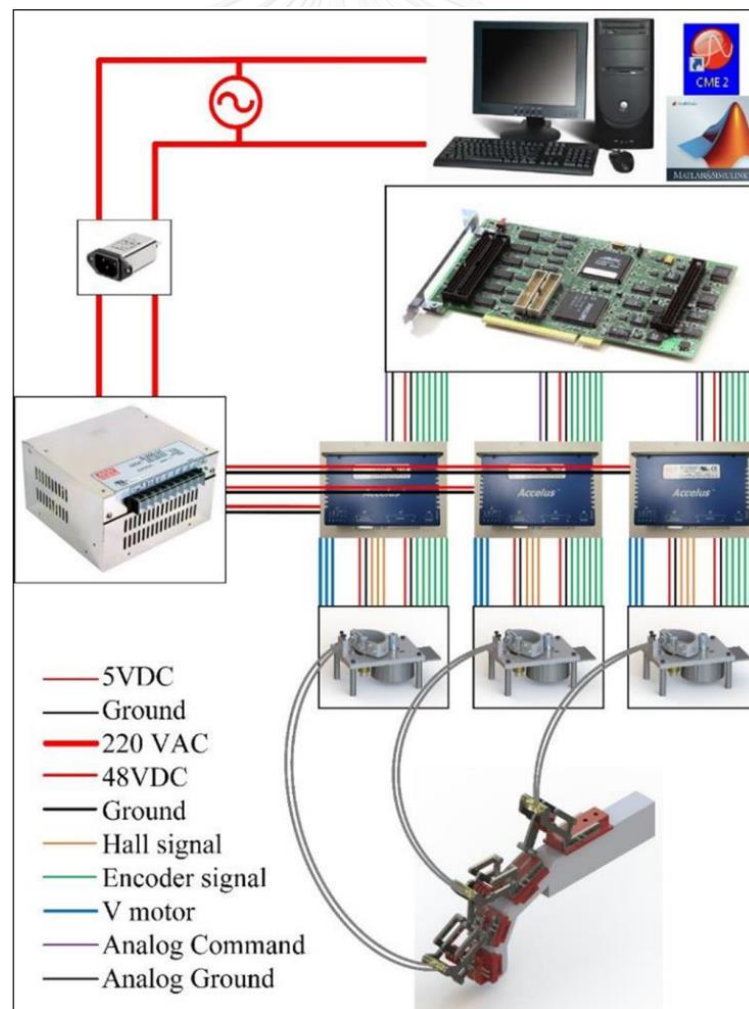 CME 2
MATLAB&SIMULINK
Accelus
Accelus
Accelus
5VDC
Ground
220 VAC
48VDC
Ground
Hall signal
Encoder signal
V motor
Analog Command
Analog Ground